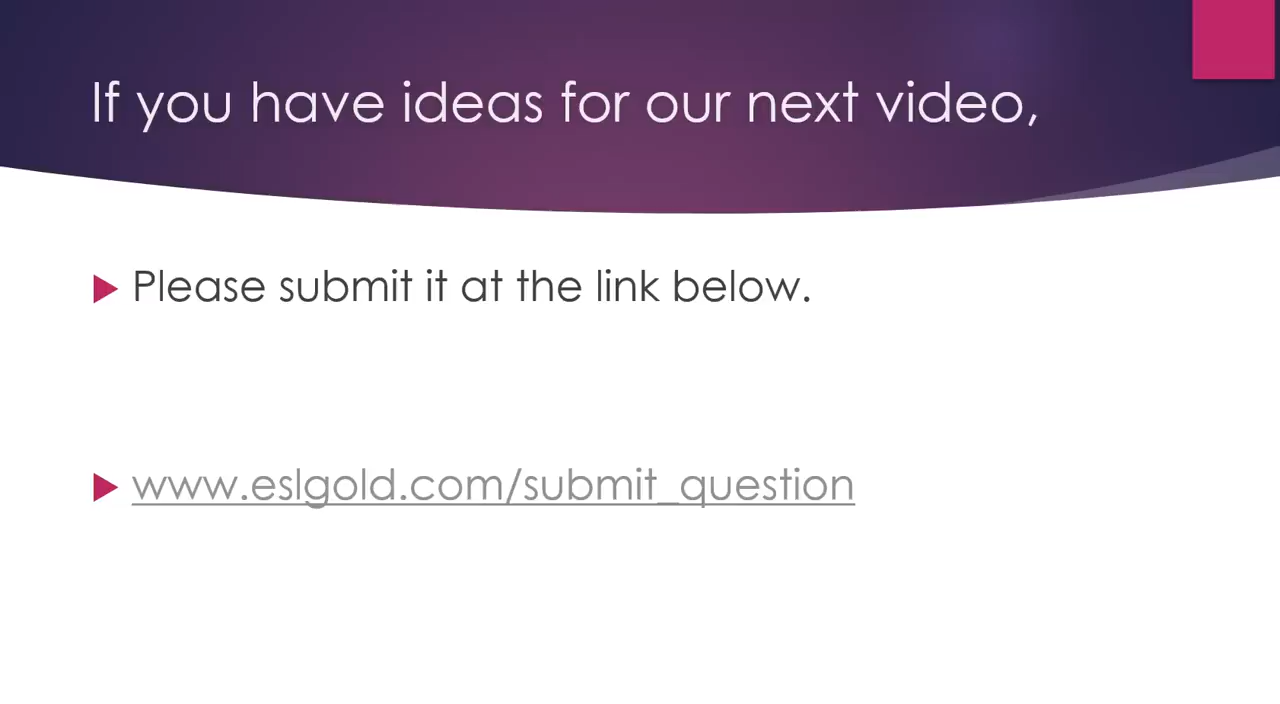 If you have ideas for our next video,
Please submit it at the link below.
www.eslgold.com/submit_question